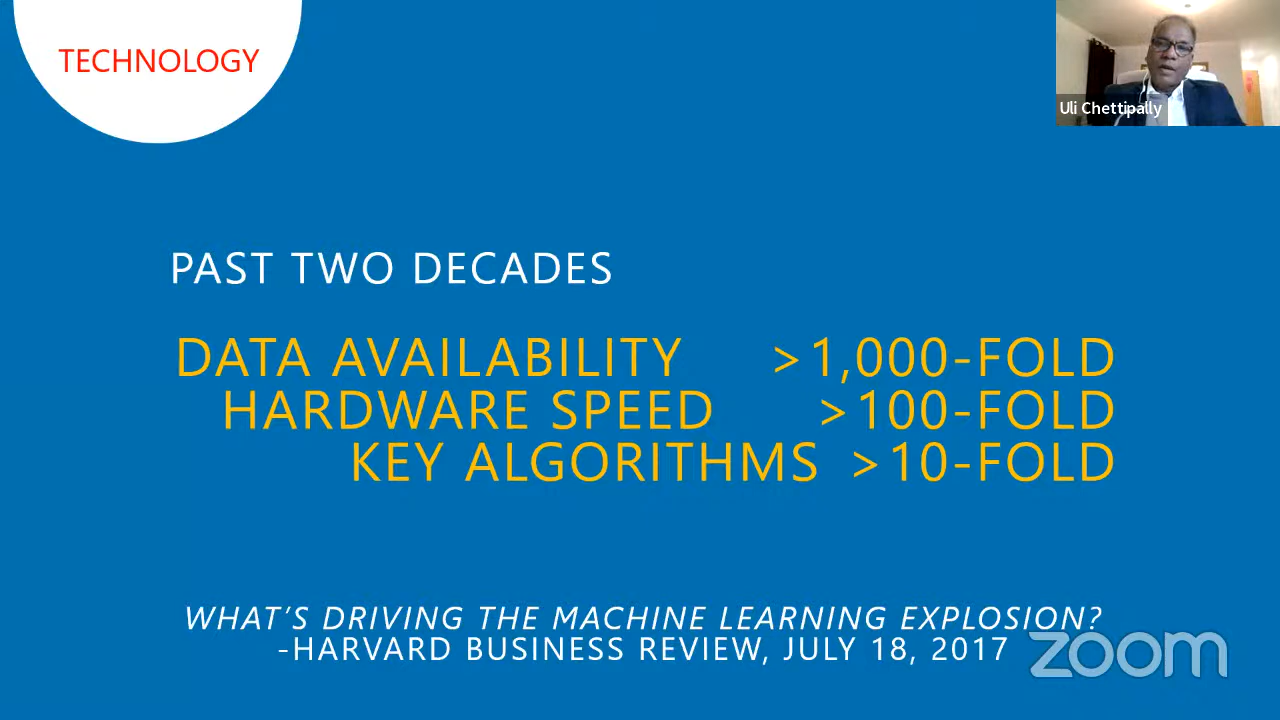 TECHNOLOGY
Uli Chettipally
PAST TWO DECADES
DATA AVAILABILITY >1,000-FOLD
HARDWARE SPEED >100-FOLD
KEY ALGORITHMS >10-FOLD
WHAT’S DRIVING THE MACHINE LEARNING EXPLOSION?
-HARVARD BUSINESS REVIEW, JULY 18, 2017
zoom